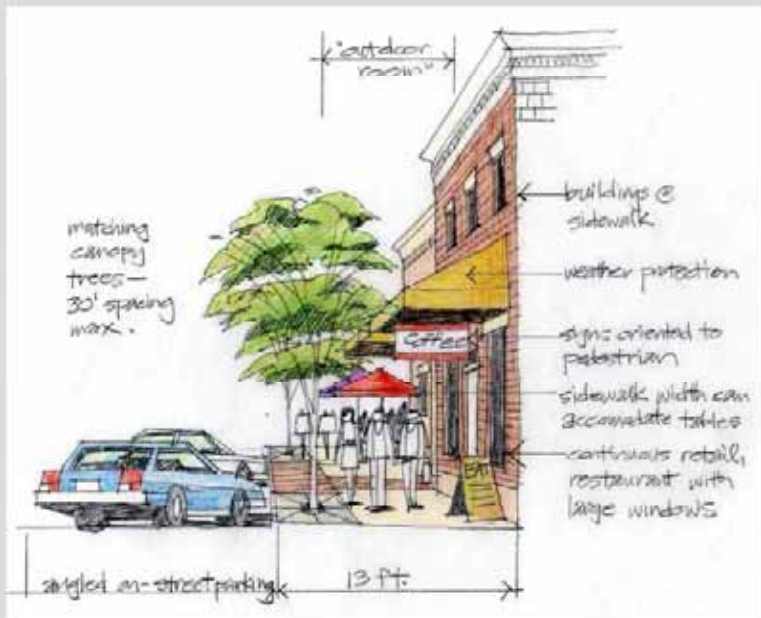 "outdoor
room"
matching
canopy
trees—
30' spacing
max.
buildings @
sidewalk
weather protection
coffee
signs oriented to
pedestrian
sidewalk width can
accomodate tables
continuous retail,
restaurant with
large windows
EAT
angled on-street parking
13 ft.